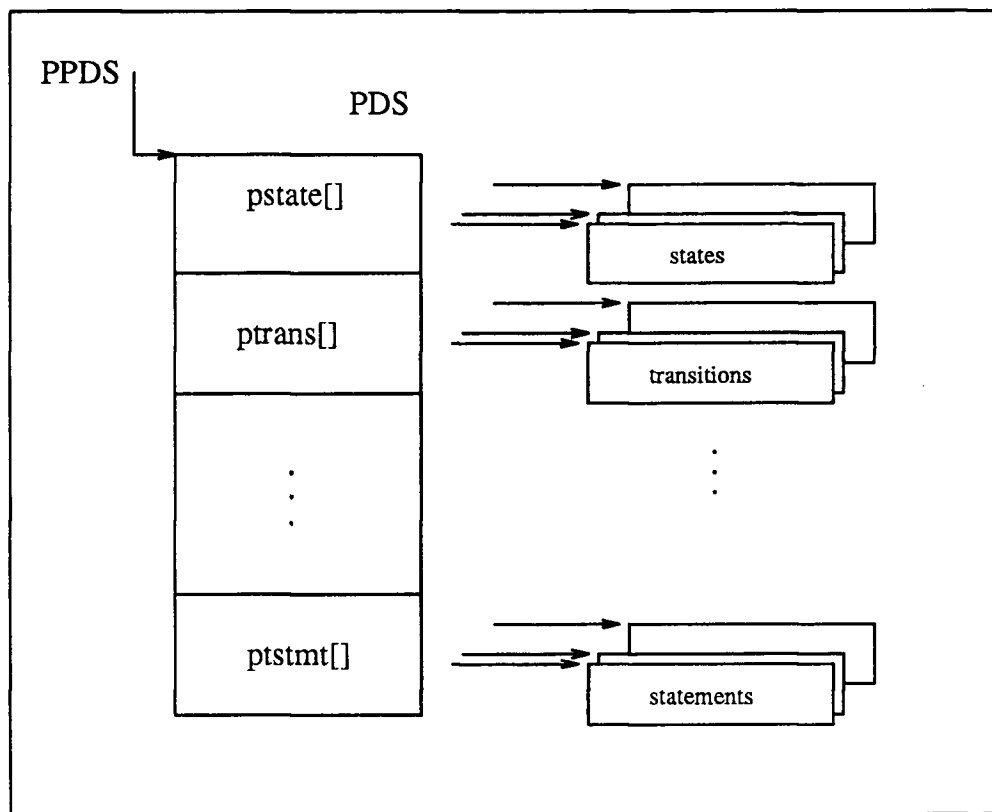 PPDS
PDS
pstate[]
states
ptrans[]
transitions
ptstmt[]
statements